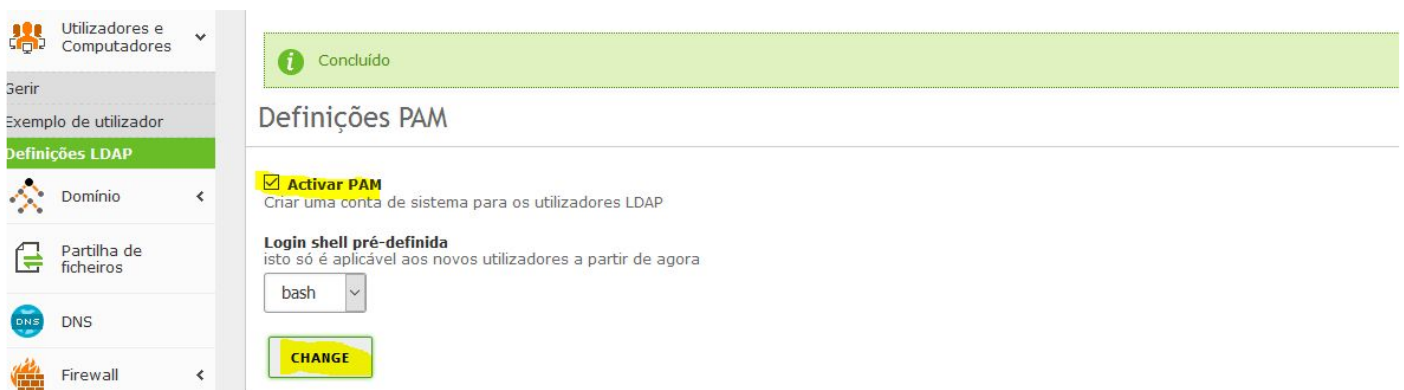 Utilizadores e
Computadores
Gerir
Exemplo de utilizador
Definições LDAP
Domínio
Partilha de
ficheiros
DNS
DNS
Firewall
Concluído
Definições PAM
Activar PAM
Criar uma conta de sistema para os utilizadores LDAP
Login shell pré-definida
isto só é aplicável aos novos utilizadores a partir de agora
bash
CHANGE